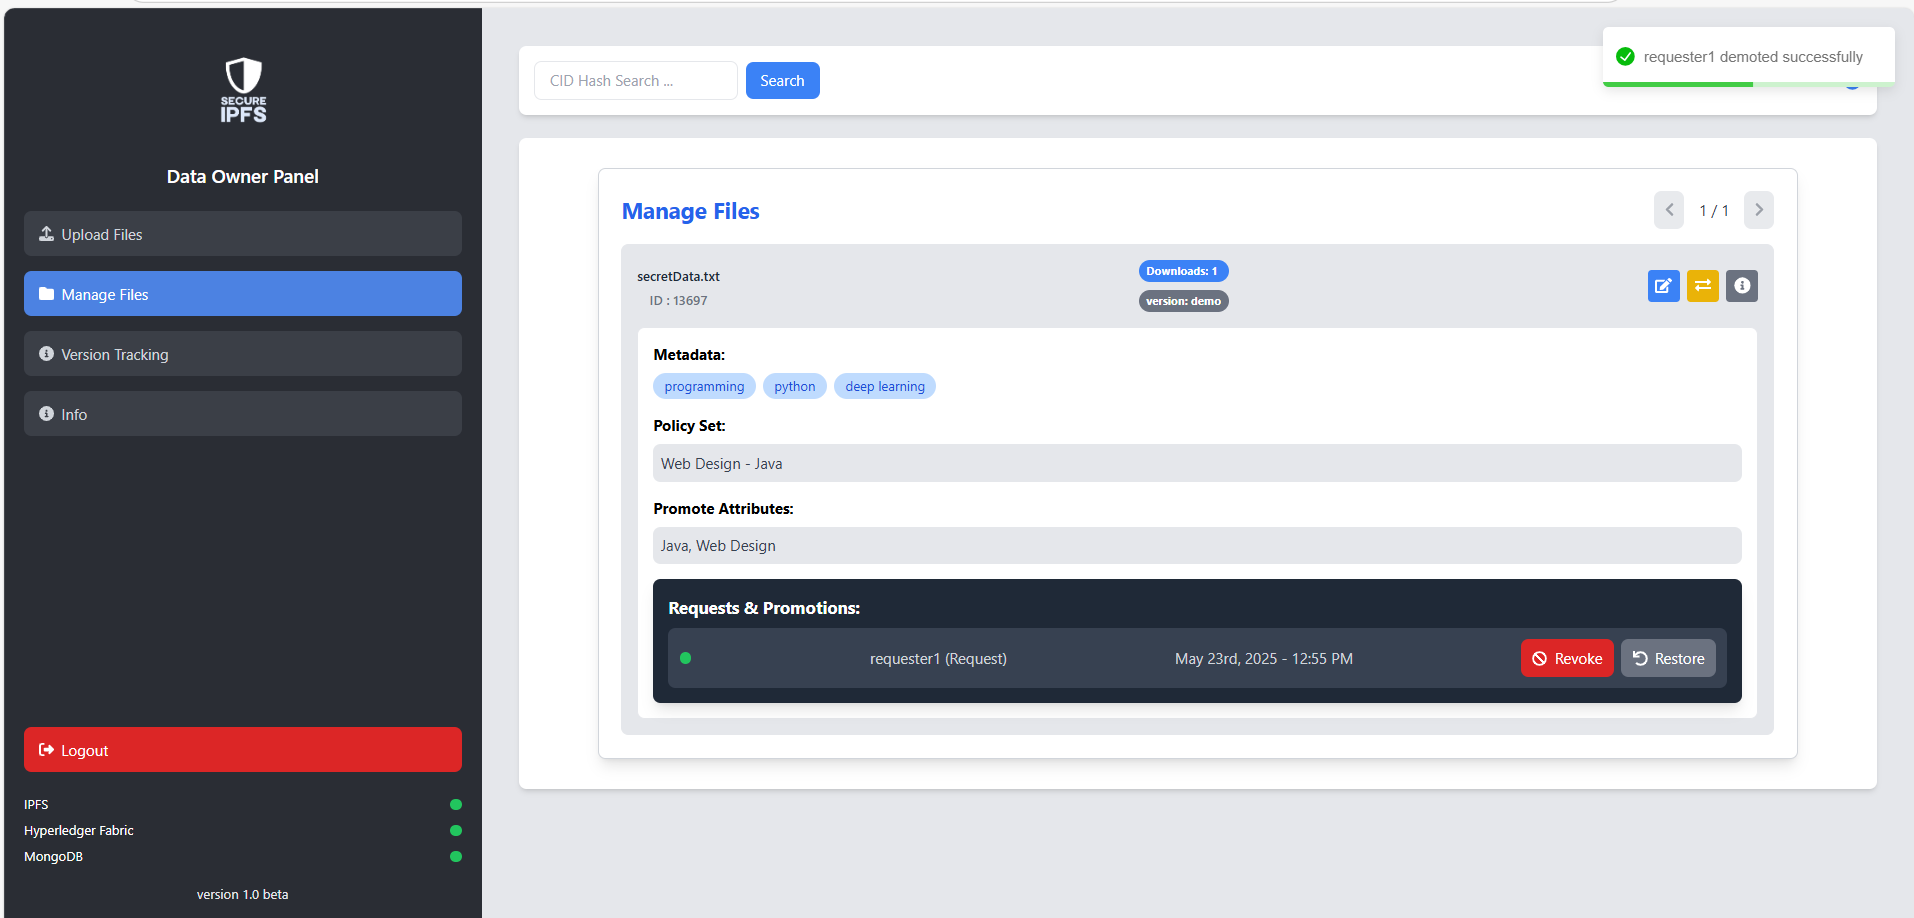 SECURE
IPFS
Data Owner Panel
Upload Files
Manage Files
Version Tracking
Info
Logout
IPFS
Hyperledger Fabric
MongoDB
version 1.0 beta
CID Hash Search ...
Search
requester1 demoted successfully
Manage Files
1 / 1
secretData.txt
ID : 13697
Downloads: 1
version: demo
Metadata:
programming python deep learning
Policy Set:
Web Design - Java
Promote Attributes:
Java, Web Design
Requests & Promotions:
requester1 (Request) May 23rd, 2025 - 12:55 PM Revoke Restore